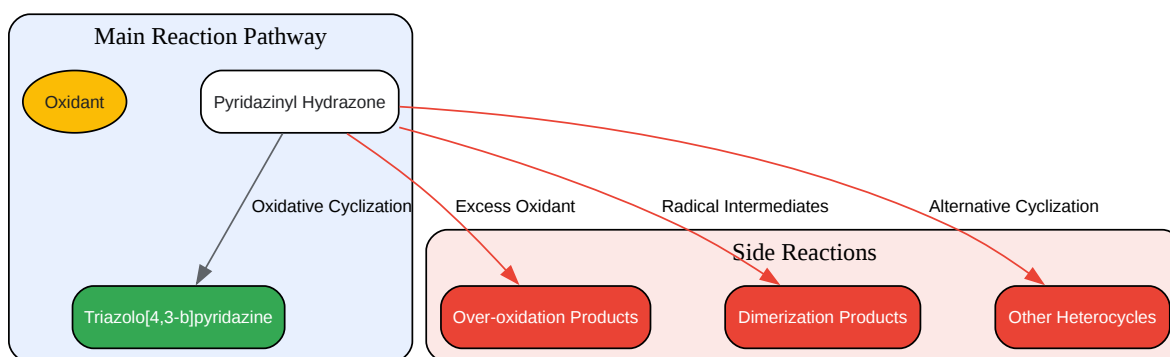 Main Reaction Pathway
Oxidant
Pyridazinyl Hydrazone
Oxidative Cyclization
Excess Oxidant
Radical Intermediates
Alternative Cyclization
Side Reactions
Triazolo[4,3-b]pyridazine
Over-oxidation Products
Dimerization Products
Other Heterocycles